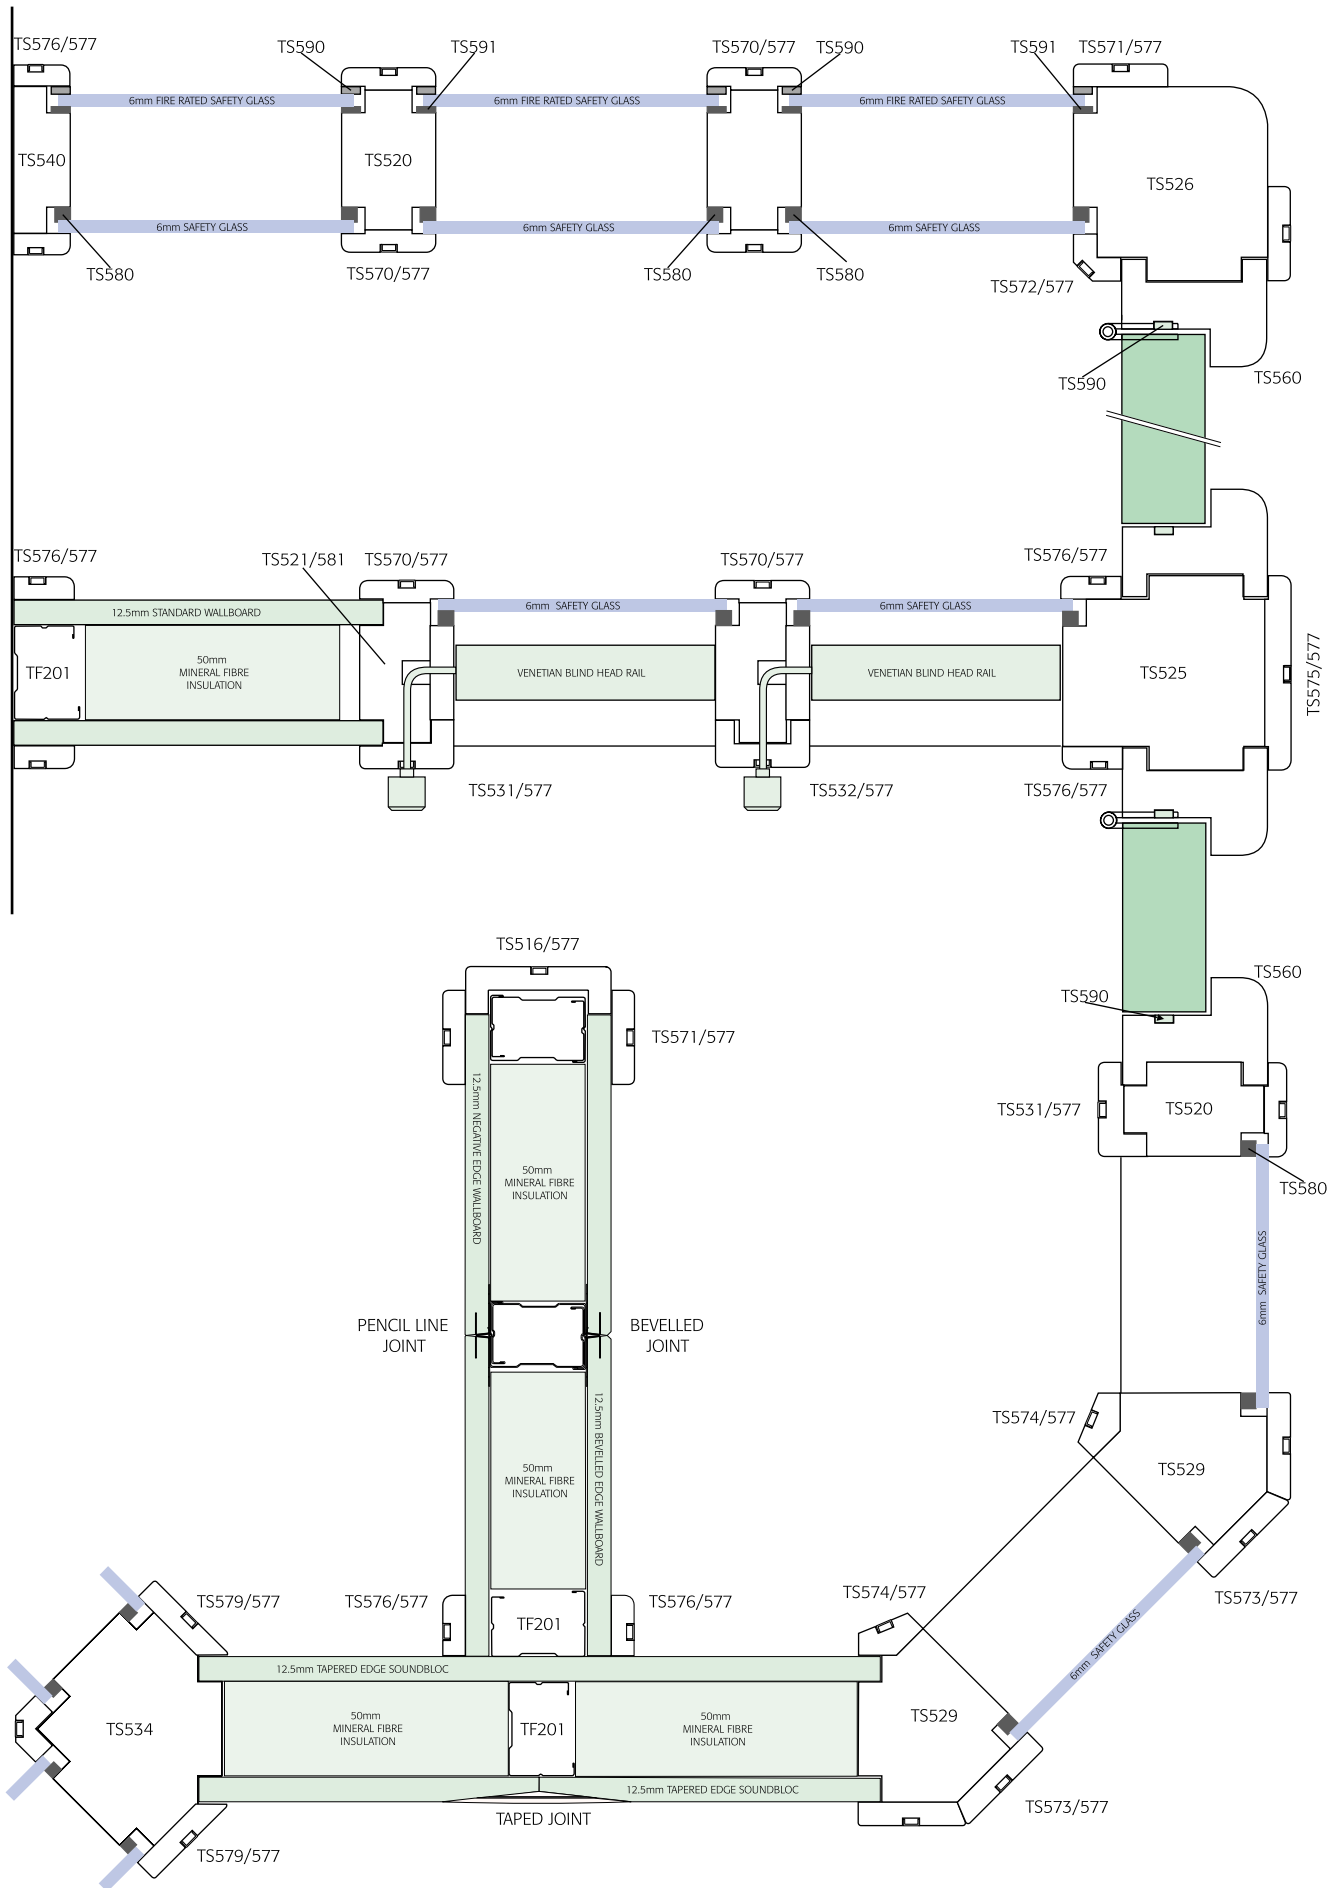 TS576/577
TS590
TS591
TS570/577
TS590
TS591
TS571/577
6mm FIRE RATED SAFETY GLASS
6mm FIRE RATED SAFETY GLASS
6mm FIRE RATED SAFETY GLASS
TS540
TS520
TS526
6mm SAFETY GLASS
6mm SAFETY GLASS
6mm SAFETY GLASS
TS580
TS570/577
TS580
TS580
TS572/577
TS590
TS560
TS576/577
TS521/581
TS570/577
TS570/577
TS576/577
12.5mm STANDARD WALLBOARD
6mm SAFETY GLASS
6mm SAFETY GLASS
TF201
50mm
MINERAL FIBRE
INSULATION
VENETIAN BLIND HEAD RAIL
VENETIAN BLIND HEAD RAIL
TS525
TS575/577
TS531/577
TS532/577
TS576/577
TS516/577
TS560
TS590
TS571/577
12.5mm NEGATIVE EDGE WALLBOARD
TS531/577
TS520
50mm
MINERAL FIBRE
INSULATION
TS580
6mm SAFETY GLASS
PENCIL LINE
JOINT
BEVELLED
JOINT
12.5mm BEVELLED EDGE WALLBOARD
TS574/577
50mm
MINERAL FIBRE
INSULATION
TS529
TS579/577
TS576/577
TF201
TS576/577
TS574/577
TS573/577
6mm SAFETY GLASS
12.5mm TAPERED EDGE SOUNDBLOC
TS534
50mm
MINERAL FIBRE
INSULATION
TF201
50mm
MINERAL FIBRE
INSULATION
TS529
12.5mm TAPERED EDGE SOUNDBLOC
TAPED JOINT
TS573/577
TS579/577